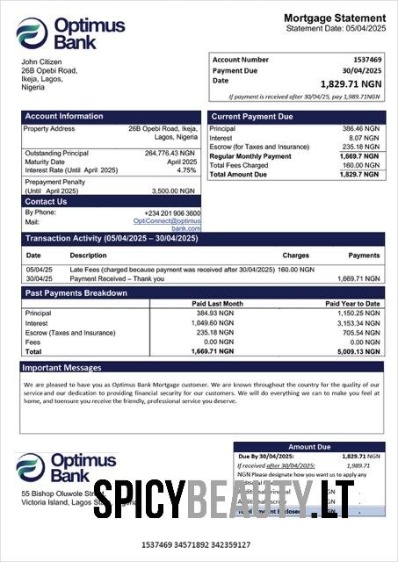 Optimus
Bank
Mortgage Statement
Statement Date: 05/04/2025
John Citizen
26B Opebi Road,
Ikeja, Lagos,
Nigeria
Account Number 1537469
Payment Due 30/04/2025
Date
1,829.71 NGN
If payment is received after 30/04/25, pay 1,989.71NGN
Account Information
Property Address 26B Opebi Road, Ikeja,
Lagos, Nigeria
Outstanding Principal 264,776.43 NGN
Maturity Date April 2025
Interest Rate (Until April 2025) 4.75%
Prepayment Penalty
(Until April 2025) 3,500.00 NGN
Contact Us
By Phone: +234 201 906 3600
Mail: OptiConnect@optimus
bank.com
Current Payment Due
Principal 386.46 NGN
Interest 8.07 NGN
Escrow (for Taxes and Insurance) 235.18 NGN
Regular Monthly Payment 1,669.7 NGN
Total Fees Charged 160.00 NGN
Total Amount Due 1,829.7 NGN
Transaction Activity (05/04/2025 – 30/04/2025)
Date Description Charges Payments
05/04/25 Late Fees (charged because payment was received after 30/04/2025) 160.00 NGN
30/04/25 Payment Received – Thank you 1,669.71 NGN
Past Payments Breakdown
Paid Last Month Paid Year to Date
Principal 384.93 NGN 1,150.25 NGN
Interest 1,049.60 NGN 3,153.34 NGN
Escrow (Taxes and Insurance) 235.18 NGN 705.54 NGN
Fees 0.00 NGN 0.00 NGN
Total 1,669.71 NGN 5,009.13 NGN
Important Messages
We are pleased to have you as Optimus Bank Mortgage customer. We are known throughout the country for the quality of our
service and our dedication to providing financial security for our customers. We will do everything we can to make you feel at
home, and toensure you receive the friendly, professional service you deserve.
Optimus
Bank
55 Bishop Oluwole
Victoria Island, Lagos
Amount Due
Due By 30/04/2025: 1,829.71 NGN
If received after 30/04/2025: 1,989.71
NGN Please designate how you want us to apply
SPICYBEAUTY.LT
1537469 34571892 342359127